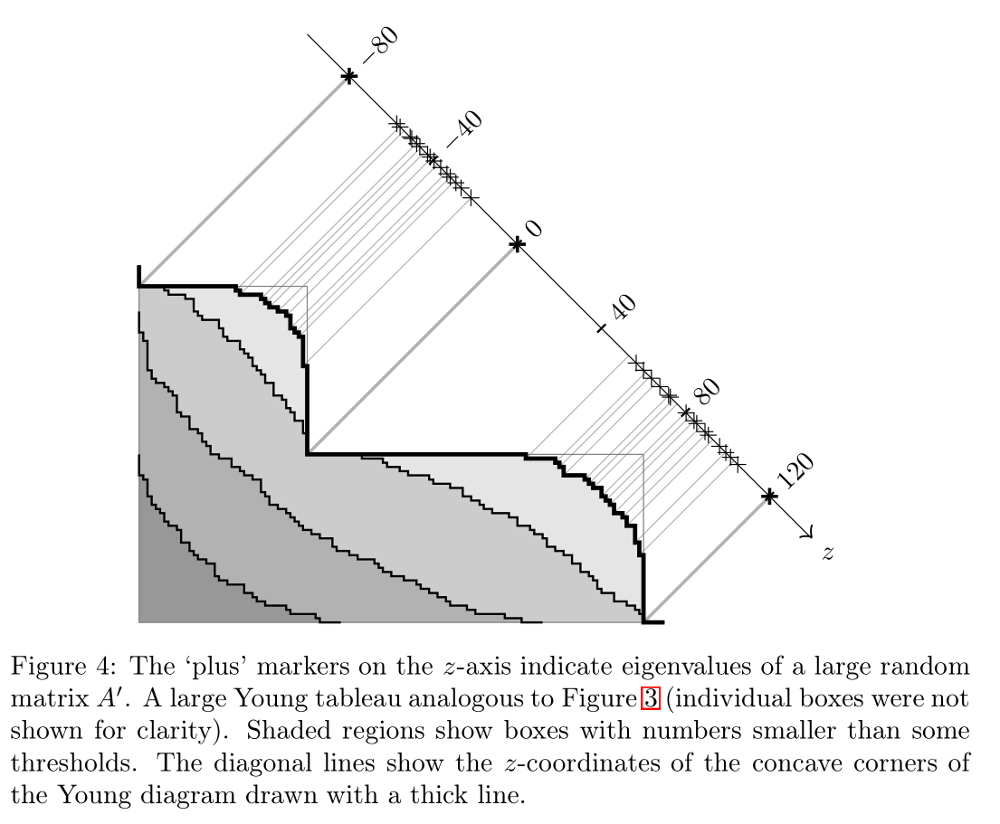 −80
−40
0
40
80
120
z
Figure 4: The ‘plus’ markers on the z-axis indicate eigenvalues of a large random
matrix A′. A large Young tableau analogous to Figure 3 (individual boxes were not
shown for clarity). Shaded regions show boxes with numbers smaller than some
thresholds. The diagonal lines show the z-coordinates of the concave corners of
the Young diagram drawn with a thick line.